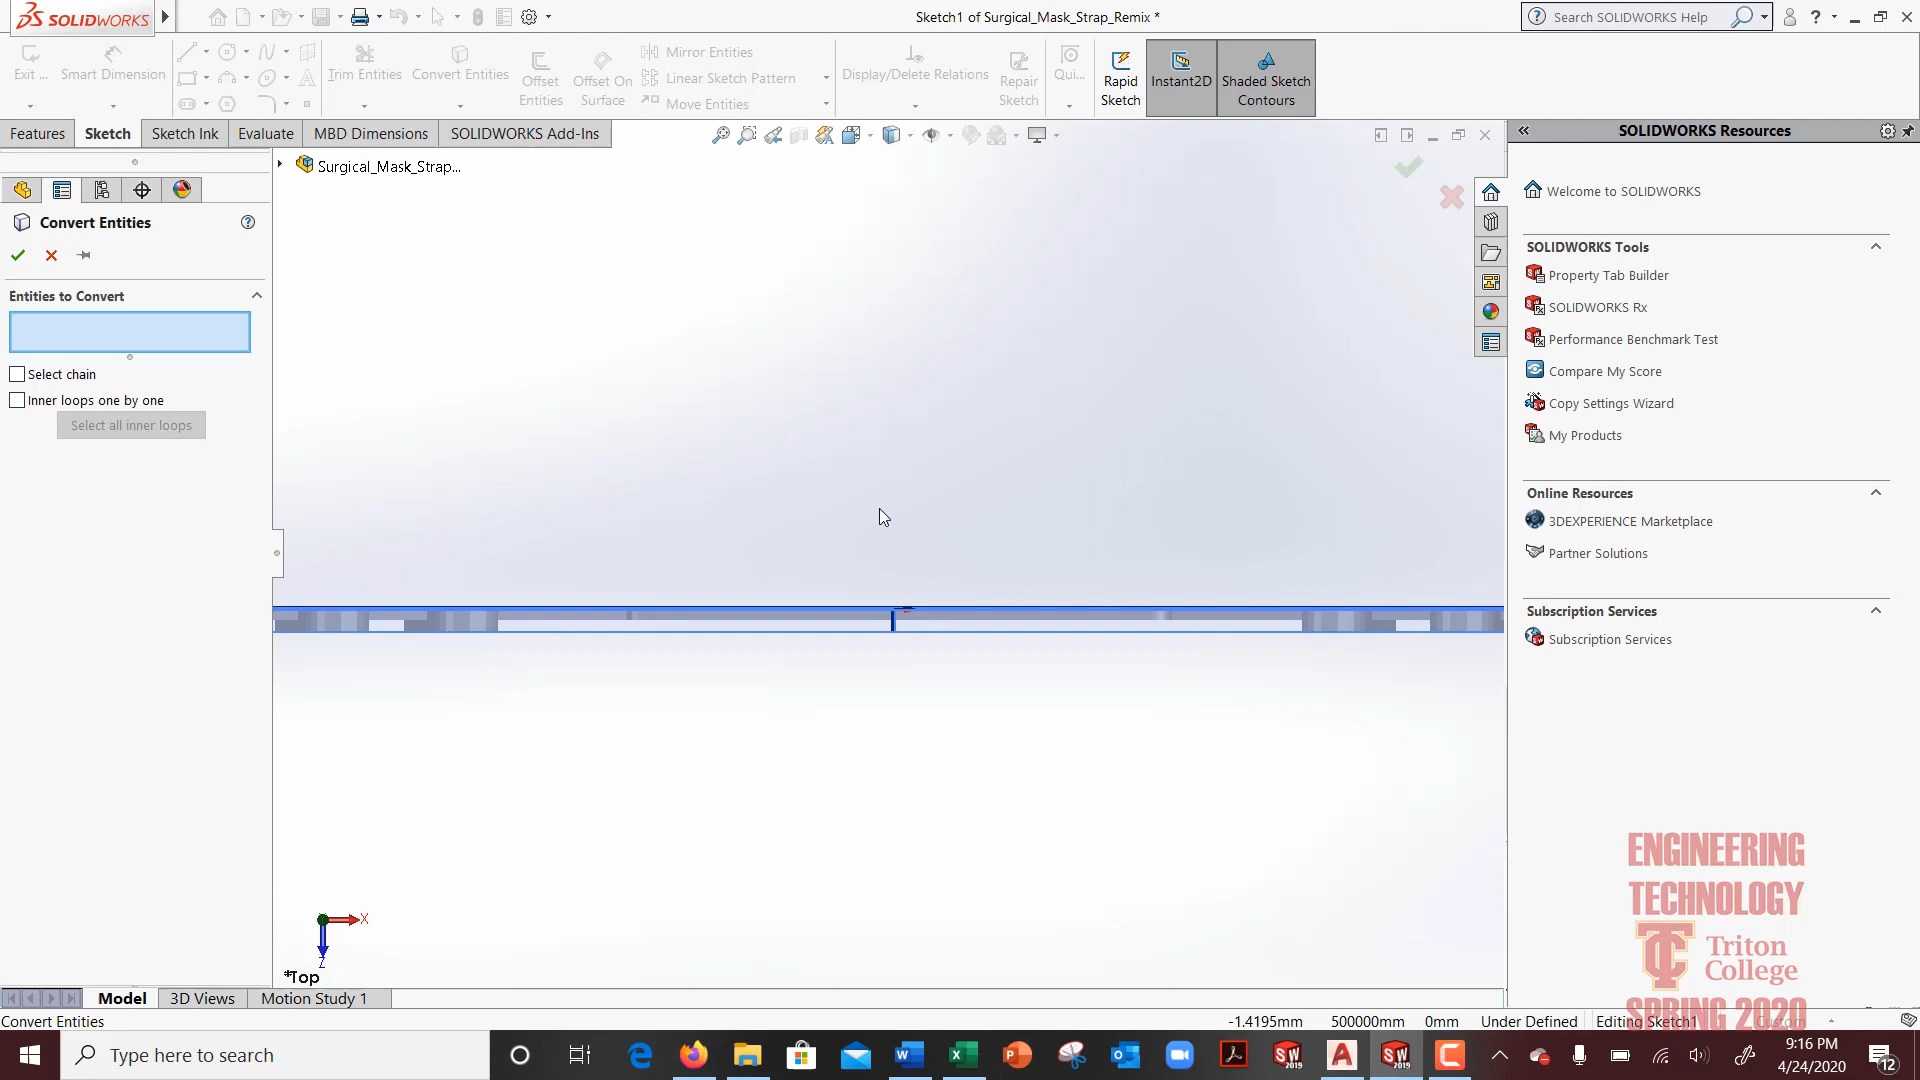 SOLIDWORKS
Sketch1 of Surgical_Mask_Strap_Remix *
Search SOLIDWORKS Help
Exit ...
Smart Dimension
Trim Entities
Convert Entities
Offset
Entities
Offset On
Surface
Mirror Entities
Linear Sketch Pattern
Move Entities
Display/Delete Relations
Repair
Sketch
Qui...
Rapid
Sketch
Instant2D
Shaded Sketch
Contours
Features
Sketch
Sketch Ink
Evaluate
MBD Dimensions
SOLIDWORKS Add-Ins
SOLIDWORKS Resources
Surgical_Mask_Strap...
Convert Entities
Entities to Convert
Select chain
Inner loops one by one
Select all inner loops
Welcome to SOLIDWORKS
SOLIDWORKS Tools
Property Tab Builder
SOLIDWORKS Rx
Performance Benchmark Test
Compare My Score
Copy Settings Wizard
My Products
Online Resources
3DEXPERIENCE Marketplace
Partner Solutions
Subscription Services
Subscription Services
ENGINEERING
TECHNOLOGY
Triton
College
SPRING 2020
X
Z
*Top
Model
3D Views
Motion Study 1
Convert Entities
-1.4195mm
500000mm
0mm
Under Defined
Editing Sketch1
Custom
Type here to search
9:16 PM
4/24/2020
12